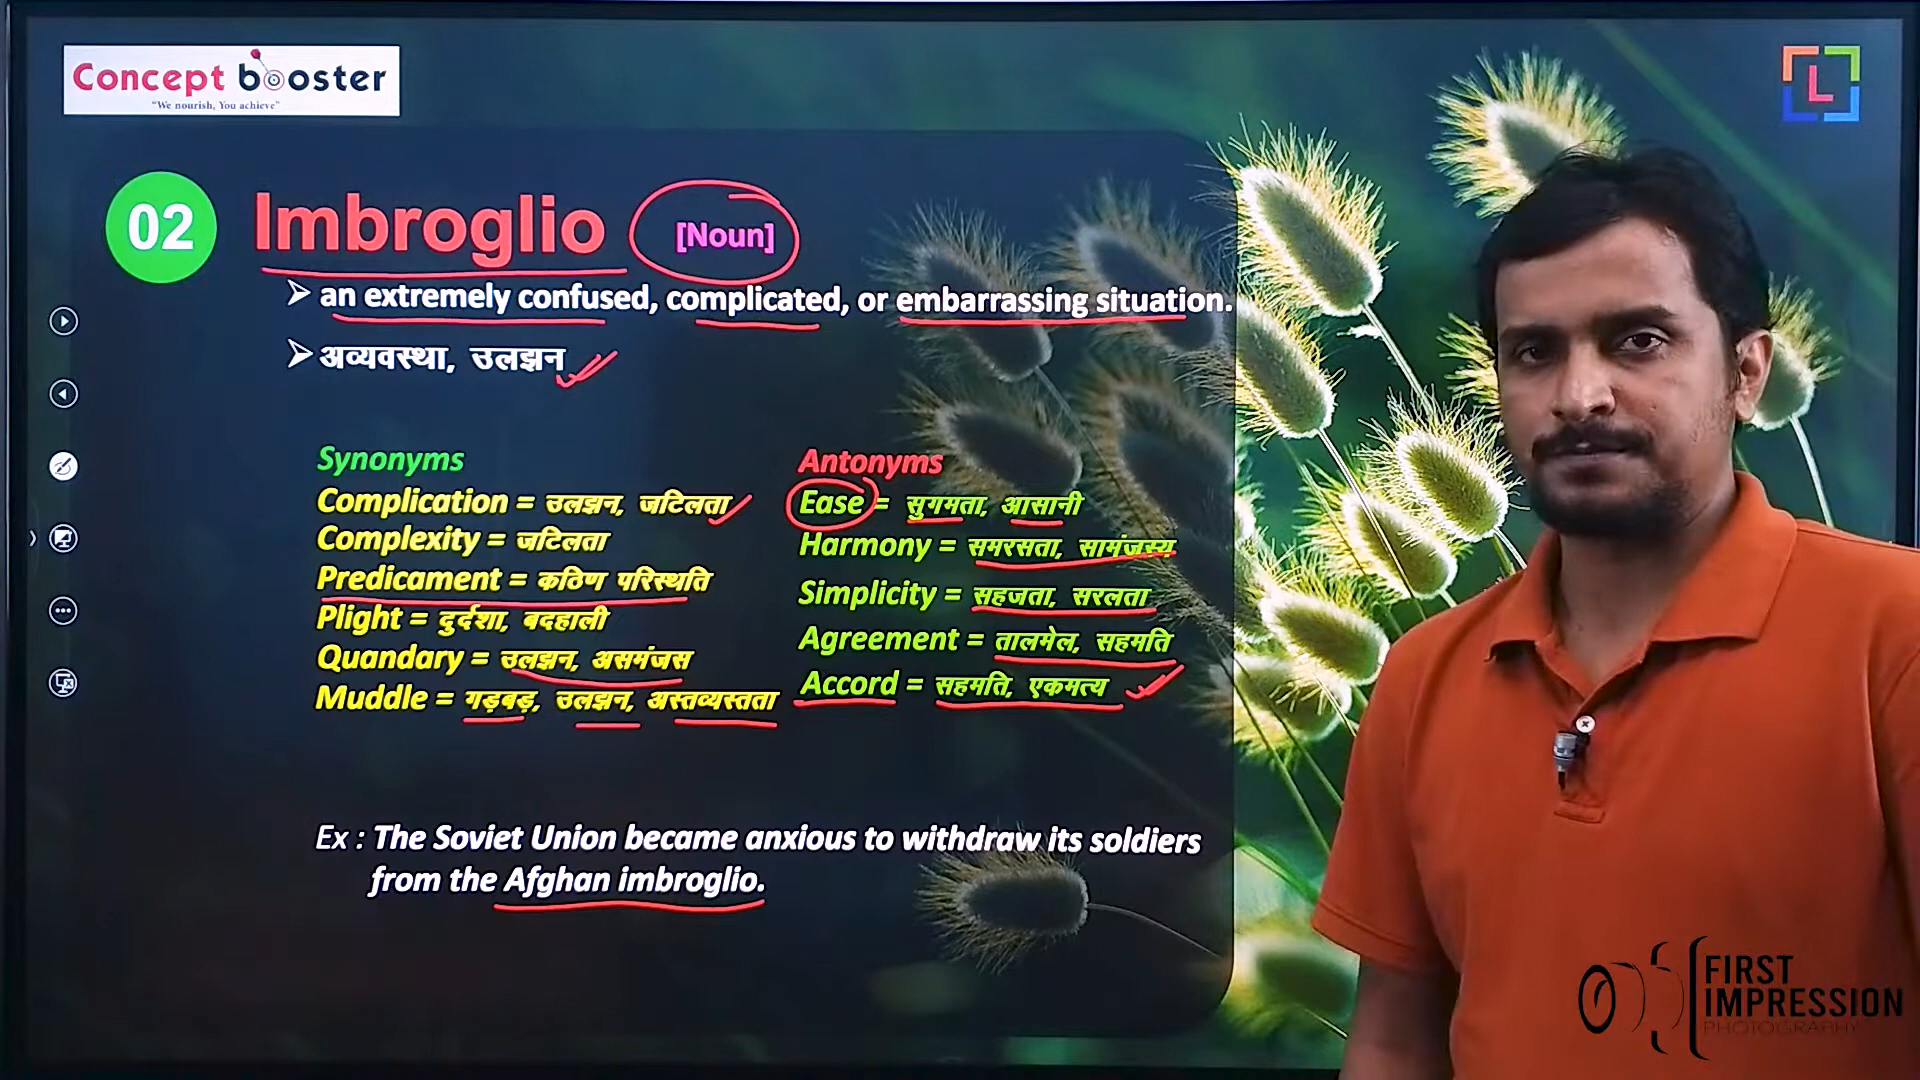 Concept booster
"We nourish, You achieve"
L
02
Imbroglio [Noun]
an extremely confused, complicated, or embarrassing situation.
अव्यवस्था, उलझन
Synonyms
Complication = उलझन, जटिलता
Complexity = जटिलता
Predicament = कठिण परिस्थति
Plight = दुर्दशा, बदहाली
Quandary = उलझन, असमंजस
Muddle = गड़बड़, उलझन, अस्तव्यस्तता
Antonyms
Ease = सुगमता, आसानी
Harmony = समरसता, सामंजस्य
Simplicity = सहजता, सरलता
Agreement = तालमेल, सहमति
Accord = सहमति, एकमत्य
Ex : The Soviet Union became anxious to withdraw its soldiers
from the Afghan imbroglio.
FIRST
IMPRESSION
PHOTOGRAPHY